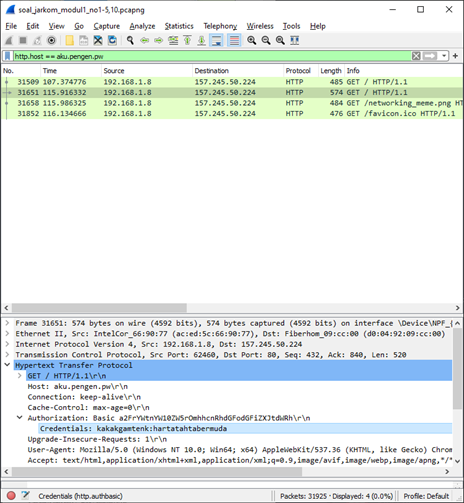 soal_jarkom_modul1_no1-5,10.pcapng
File Edit View Go Capture Analyze Statistics Telephony Wireless Tools Help
http.host == aku.pengen.pw
No. Time Source Destination Protocol Length Info
31509 107.374776 192.168.1.8 157.245.50.224 HTTP 485 GET / HTTP/1.1
31651 115.916332 192.168.1.8 157.245.50.224 HTTP 574 GET / HTTP/1.1
31658 115.986325 192.168.1.8 157.245.50.224 HTTP 484 GET /networking_meme.png HT
31852 116.134666 192.168.1.8 157.245.50.224 HTTP 476 GET /favicon.ico HTTP/1.1
Frame 31651: 574 bytes on wire (4592 bits), 574 bytes captured (4592 bits) on interface \Device\NPF_{
Ethernet II, Src: IntelCor_66:90:77 (ac:ed:5c:66:90:77), Dst: Fiberhom_09:cc:00 (d0:04:92:09:cc:00)
Internet Protocol Version 4, Src: 192.168.1.8, Dst: 157.245.50.224
Transmission Control Protocol, Src Port: 62460, Dst Port: 80, Seq: 432, Ack: 840, Len: 520
Hypertext Transfer Protocol
GET / HTTP/1.1\r\n
Host: aku.pengen.pw\r\n
Connection: keep-alive\r\n
Cache-Control: max-age=0\r\n
Authorization: Basic a2FrYWtnYW10ZW5rOmhhcnRhdGFodGFiZXJtdWRh\r\n
Credentials: kakakgamtenk:hartatahtabermuda
Upgrade-Insecure-Requests: 1\r\n
User-Agent: Mozilla/5.0 (Windows NT 10.0; Win64; x64) AppleWebKit/537.36 (KHTML, like Gecko) Chrom
Accept: text/html,application/xhtml+xml,application/xml;q=0.9,image/avif,image/webp,image/apng,*/*
Credentials (http.authbasic)
Packets: 31925 · Displayed: 4 (0.0%)
Profile: Default